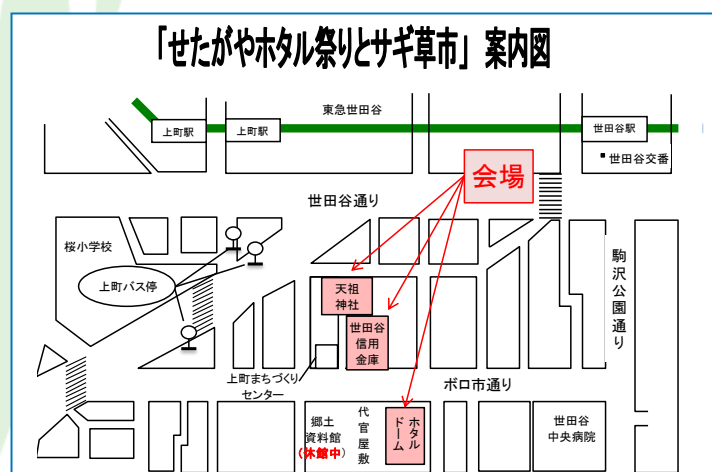 「せたがやホタル祭りとサギ草市」案内図
東急世田谷
上町駅
上町駅
世田谷駅
世田谷交番
会場
世田谷通り
桜小学校
上町バス停
駒沢公園通り
天祖
神社
世田谷
信用
金庫
上町まちづくり
センター
ボロ市通り
郷土
資料館
(休館中)
代官屋敷
ホタル
ドーム
世田谷
中央病院